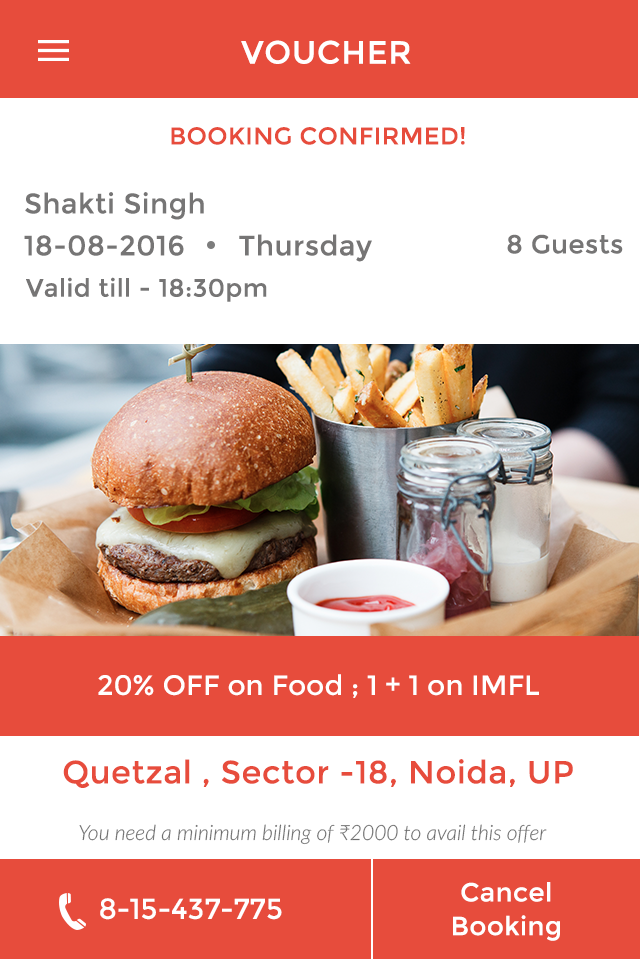 VOUCHER
BOOKING CONFIRMED!
Shakti Singh
18-08-2016 • Thursday
8 Guests
Valid till - 18:30pm
20% OFF on Food ; 1 + 1 on IMFL
Quetzal , Sector -18, Noida, UP
You need a minimum billing of ₹2000 to avail this offer
8-15-437-775
Cancel
Booking